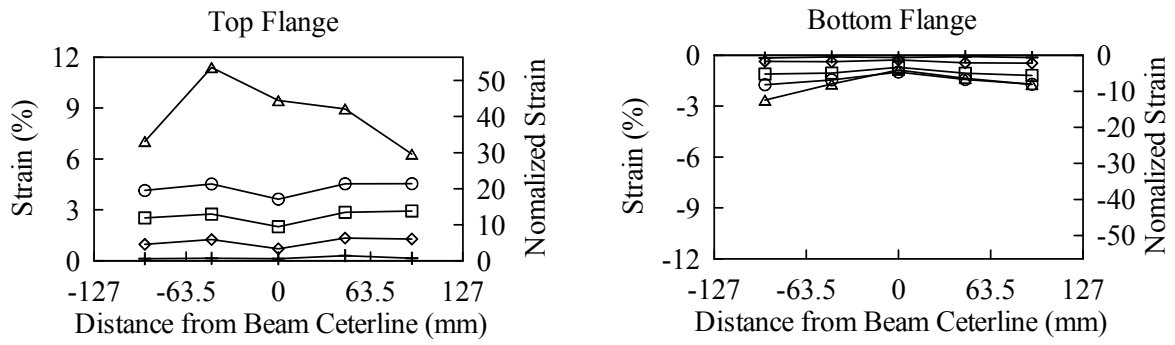 Top Flange
12
9
6
3
0
Strain (%)
50
40
30
20
10
0
Nomalized Strain
-127 -63.5 0 63.5 127
Distance from Beam Ceterline (mm)
Bottom Flange
0
-3
-6
-9
-12
Strain (%)
0
-10
-20
-30
-40
-50
Nomalized Strain
-127 -63.5 0 63.5 127
Distance from Beam Ceterline (mm)